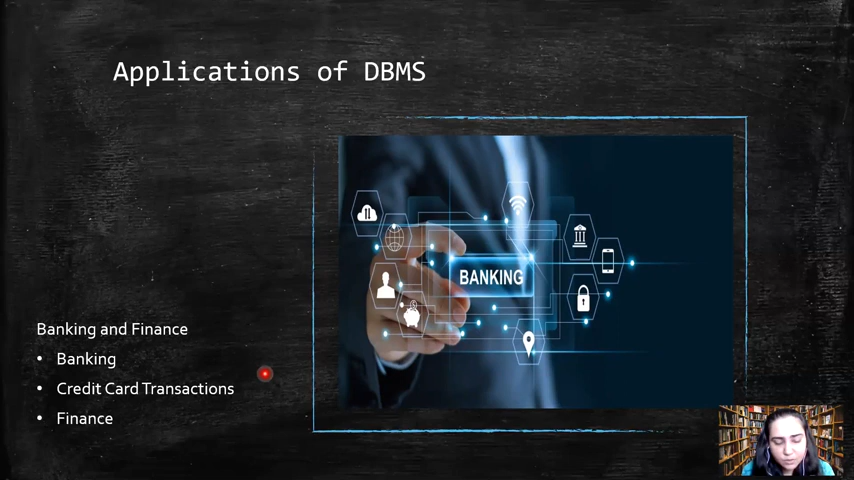 Applications of DBMS
BANKING
Banking and Finance
• Banking
• Credit Card Transactions
• Finance